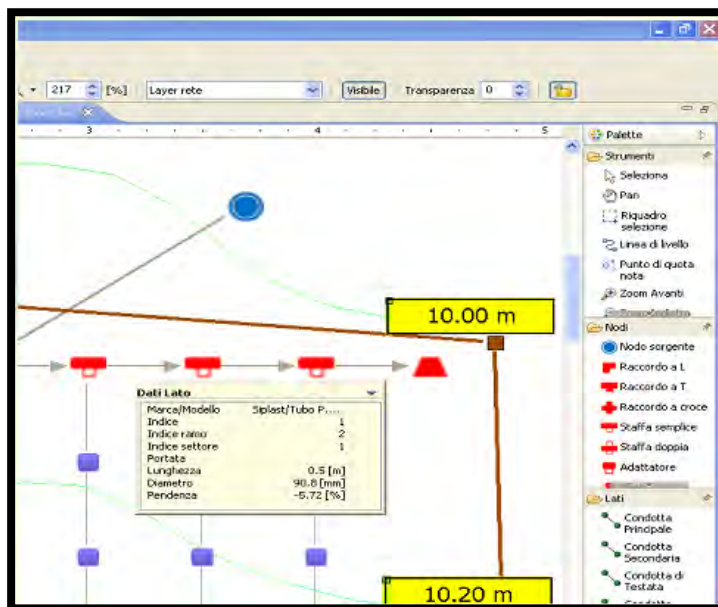 217 [%] Layer rete Visibile Transparenza 0
3 4 5
Palette
Strumenti
Seleziona
Pan
Riquadro
selezione
Linea di livello
Punto di quota
nota
Zoom Avanti
10.00 m
Nodi
Nodo sorgente
Raccordo a L
Raccordo a T
Raccordo a croce
Staffa semplice
Staffa doppia
Adattatore
Dati Lato
Marca/Modello Siplast/Tubo P....
Indice 1
Indice ramo 2
Indice settore 1
Portata
Lunghezza 0.5 [m]
Diametro 90.8 [mm]
Pendenza -5.72 [%]
Lati
Condotta
Principale
Condotta
Secondaria
Condotta di
Testata
10.20 m